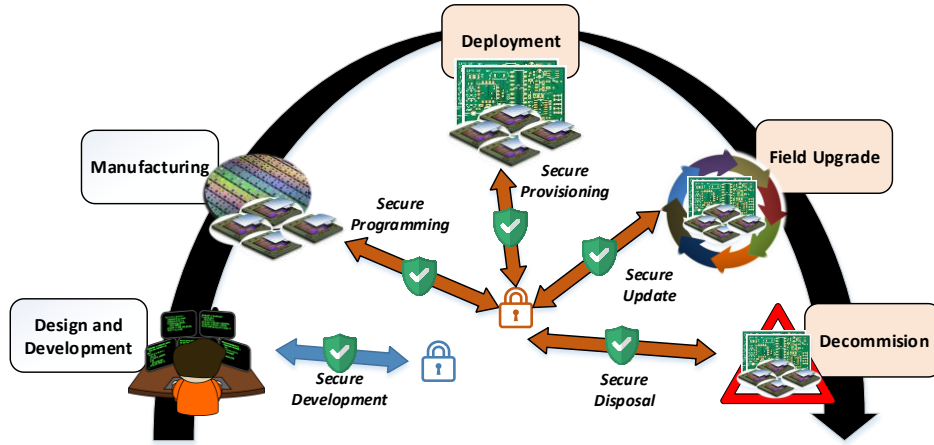 Deployment
Manufacturing
Field Upgrade
Secure
Provisioning
Secure
Programming
Secure
Update
Design and
Development
Decommision
Secure
Development
Secure
Disposal